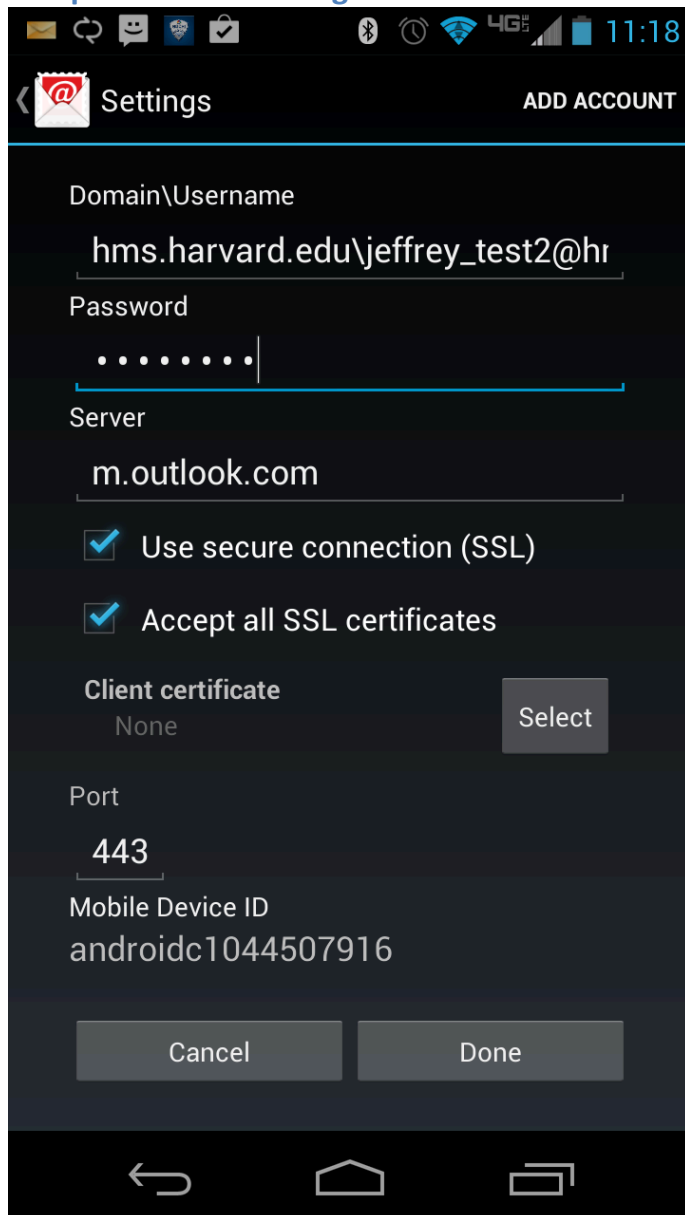 4G
11:18
Settings
ADD ACCOUNT
Domain\Username
hms.harvard.edu\jeffrey_test2@hr
Password
••••••••
Server
m.outlook.com
Use secure connection (SSL)
Accept all SSL certificates
Client certificate
None
Select
Port
443
Mobile Device ID
androidc1044507916
Cancel
Done